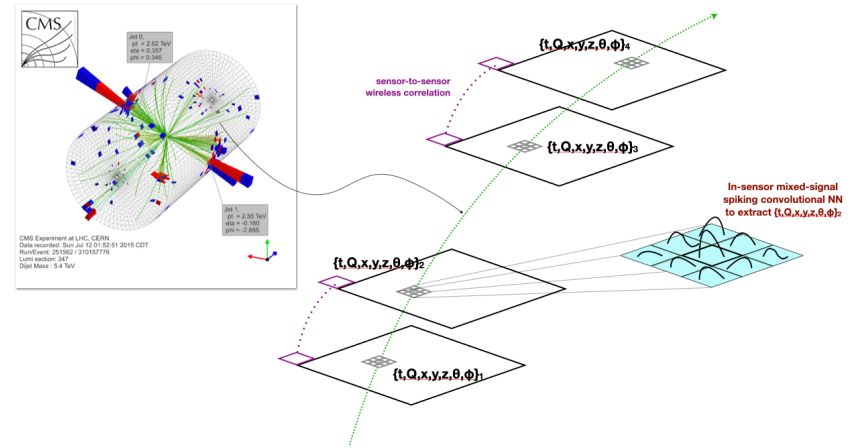 CMS
Jet 0,
pt = 2.62 TeV
eta = 0.357
phi = 0.346
Jet 1,
pt = 2.55 TeV
eta = -0.160
phi = -2.885
CMS Experiment at LHC, CERN
Data recorded: Sun Jul 12 01:52:51 2015 CDT
Run/Event: 251562 / 310157776
Lumi section: 347
Dijet Mass : 5.4 TeV
{t,Q,x,y,z,θ,ϕ}₄
sensor-to-sensor
wireless correlation
{t,Q,x,y,z,θ,ϕ}₃
In-sensor mixed-signal
spiking convolutional NN
to extract {t,Q,x,y,z,θ,ϕ}₂
{t,Q,x,y,z,θ,ϕ}₂
{t,Q,x,y,z,θ,ϕ}₁